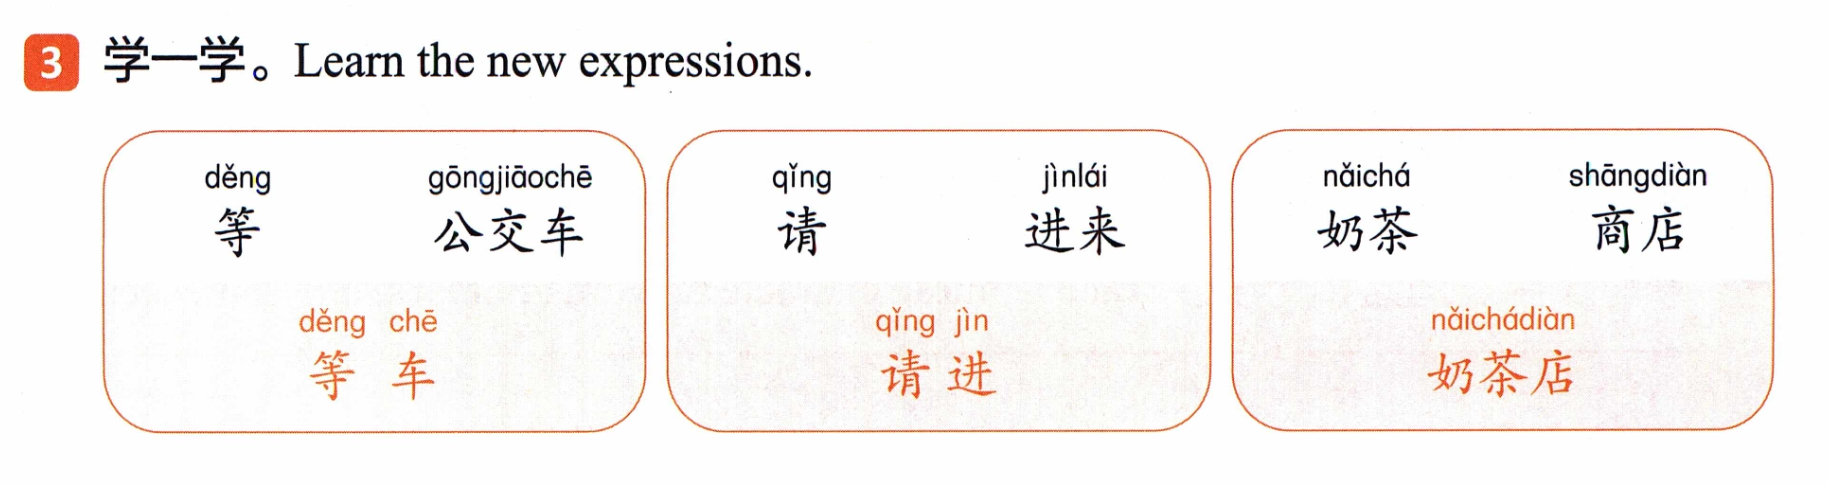 3 学一学。Learn the new expressions.
děng gōngjiāochē
等 公交车
děng chē
等 车
qǐng jìnlái
请 进来
qǐng jìn
请 进
nǎichá shāngdiàn
奶茶 商店
nǎichádiàn
奶茶店